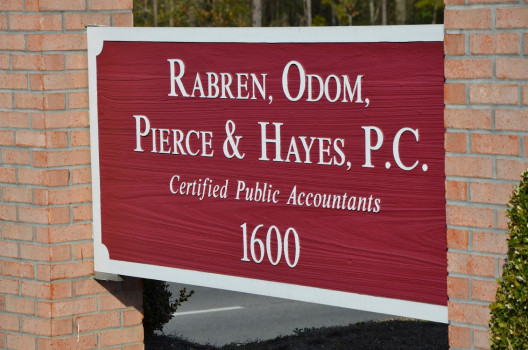 Rabren, Odom,
Pierce & Hayes, P.C.
Certified Public Accountants
1600